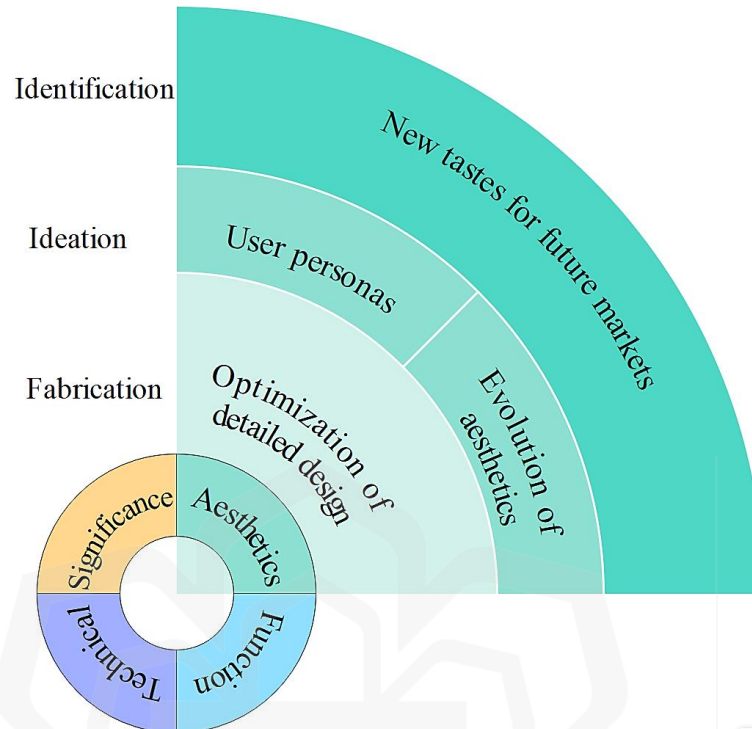 Identification
New tastes for future markets
Ideation
User personas
Evolution of
aesthetics
Fabrication
Optimization of
detailed design
Significance
Aesthetics
Technical
Function